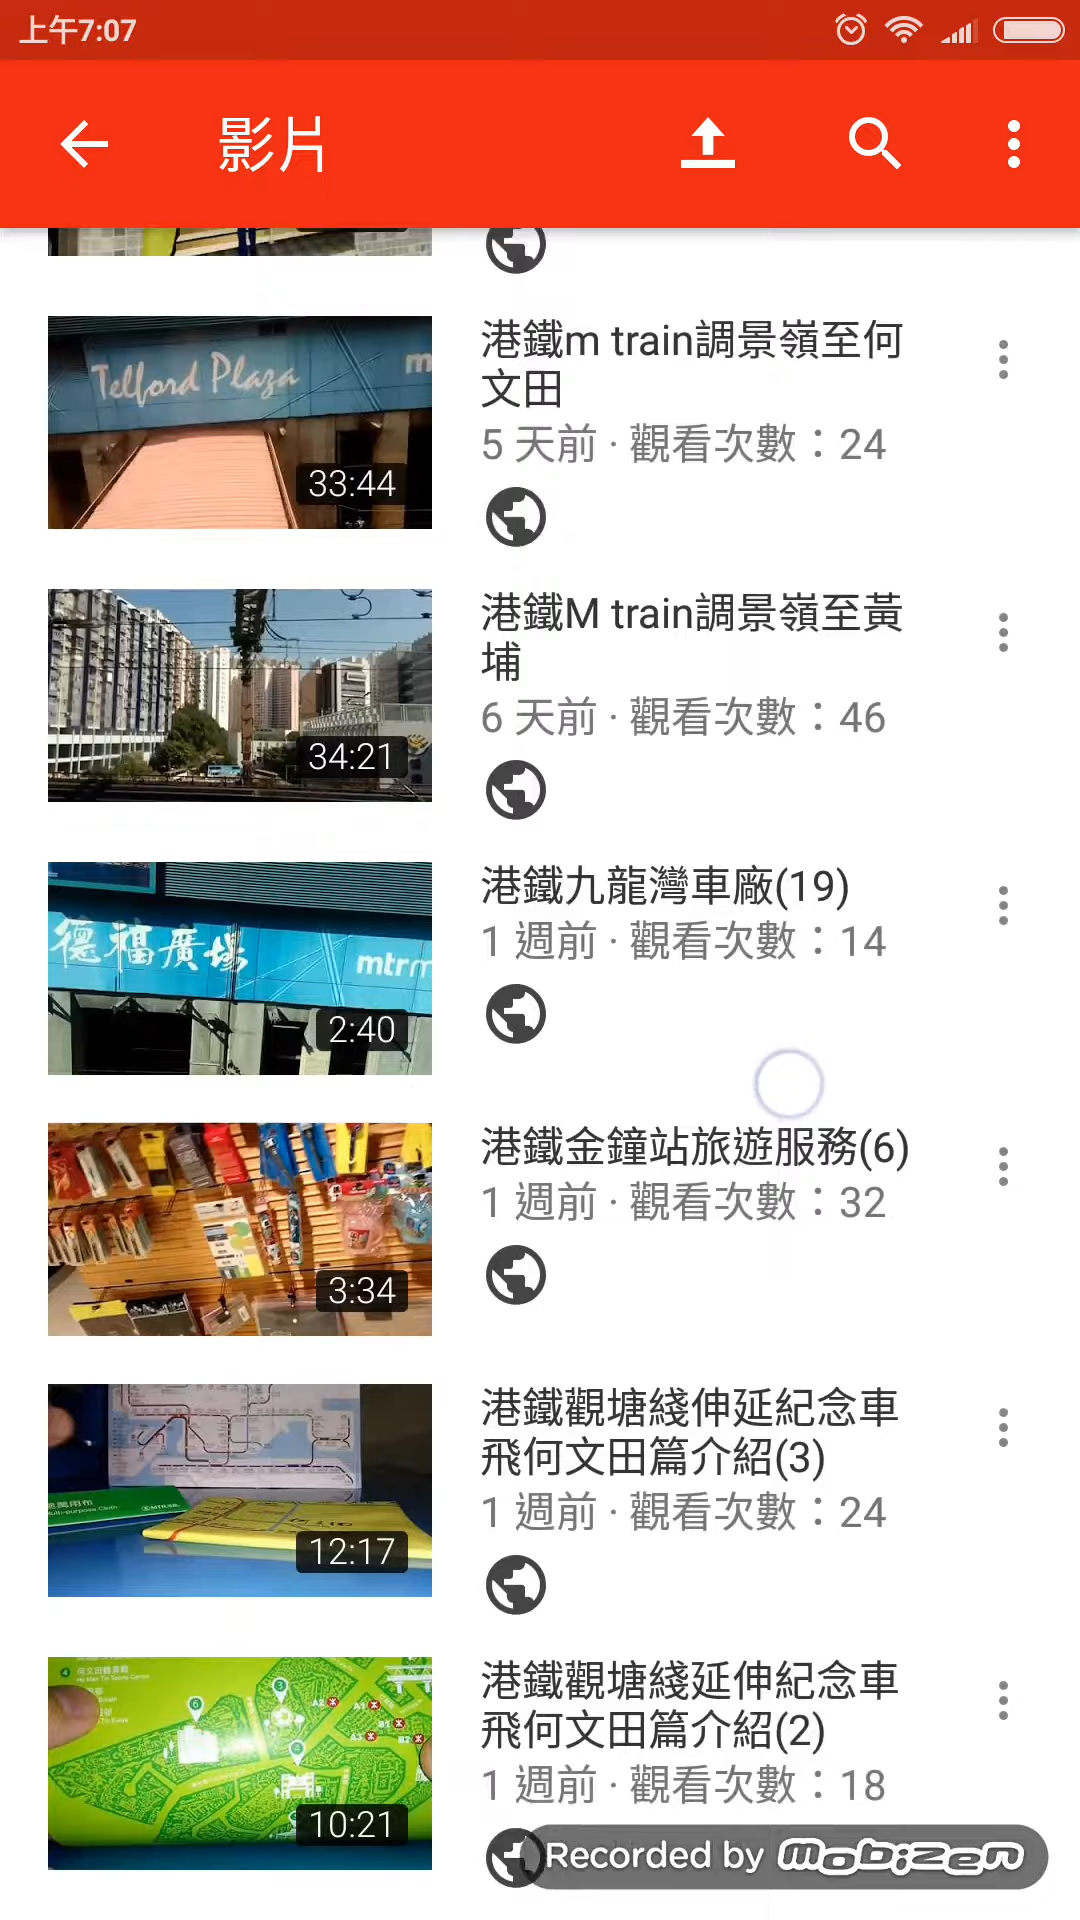 上午7:07
影片
Telford Plaza
m
33:44
港鐵m train調景嶺至何
文田
5 天前 · 觀看次數：24
34:21
港鐵M train調景嶺至黃
埔
6 天前 · 觀看次數：46
德福廣場
mtr
2:40
港鐵九龍灣車廠(19)
1 週前 · 觀看次數：14
3:34
港鐵金鐘站旅遊服務(6)
1 週前 · 觀看次數：32
12:17
港鐵觀塘綫伸延紀念車
飛何文田篇介紹(3)
1 週前 · 觀看次數：24
10:21
港鐵觀塘綫延伸紀念車
飛何文田篇介紹(2)
1 週前 · 觀看次數：18
Recorded by mobizen